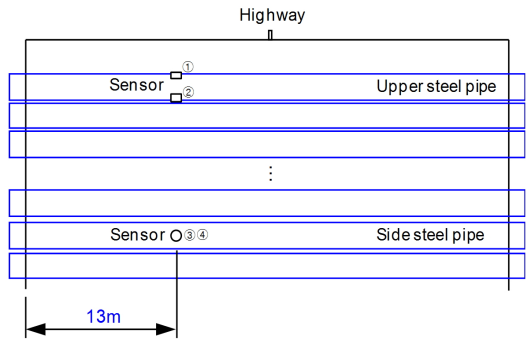 Highway
①
Sensor
Upper steel pipe
②
⋮
Sensor ③④
Side steel pipe
13m